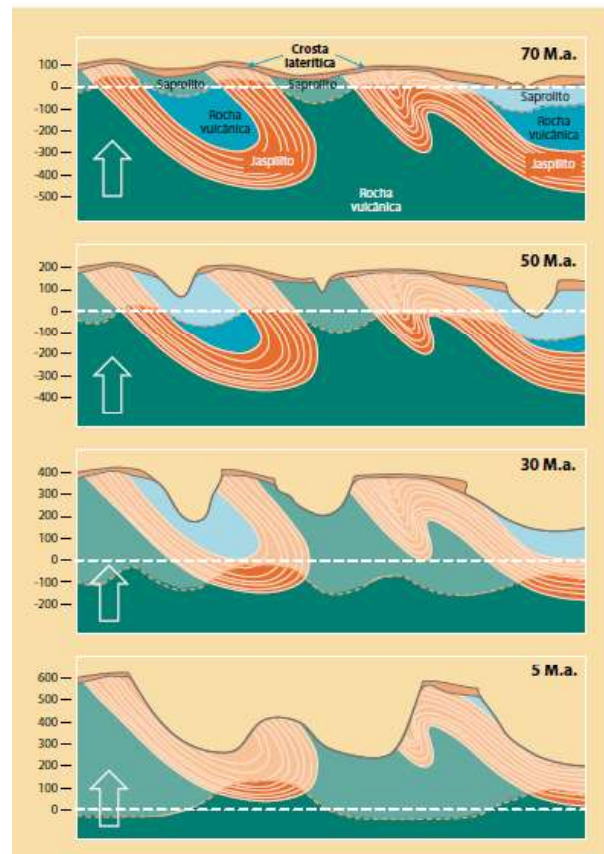 70 M.a.
Crosta
laterítica
100
0
-100
-200
-300
-500
Saprolito
Saprolito
Saprolito
Rocha
vulcânica
Rocha
vulcânica
Jaspilito
Jaspilito
Rocha
vulcânica
50 M.a.
200
100
0
-100
-200
-300
-400
30 M.a.
400
300
200
100
0
-100
-200
5 M.a.
600
500
400
300
200
100
0